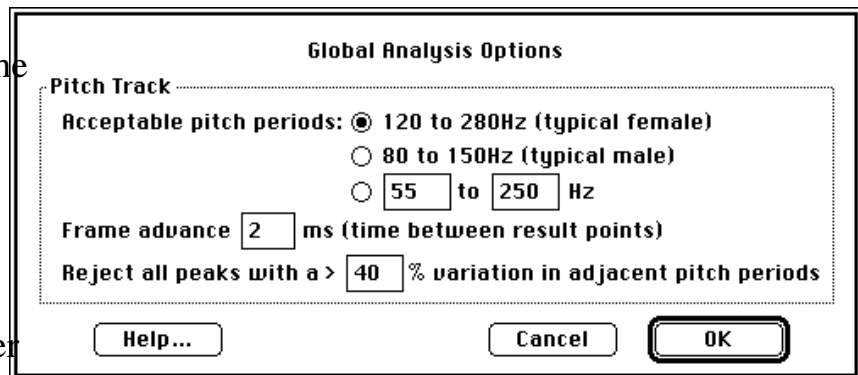 Global Analysis Options
ne
Pitch Track
Acceptable pitch periods: 120 to 280Hz (typical female)
80 to 150Hz (typical male)
55 to 250 Hz
Frame advance 2 ms (time between result points)
Reject all peaks with a > 40 % variation in adjacent pitch periods
er
Help... Cancel OK